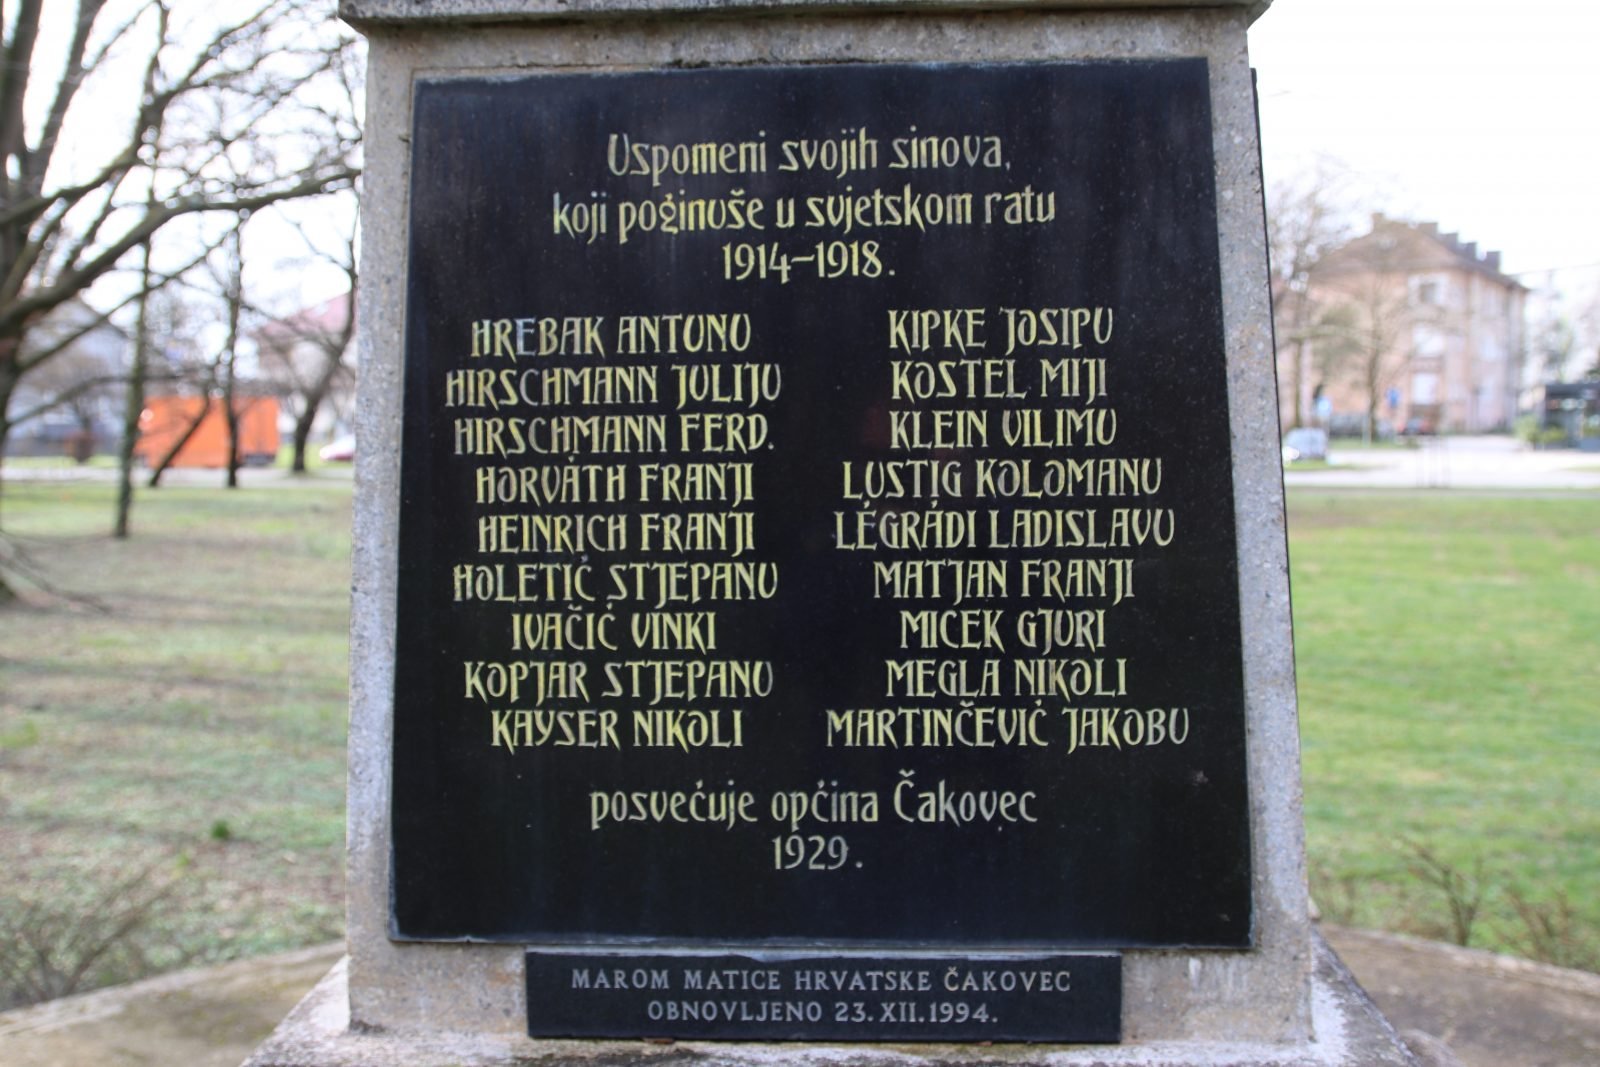 Uspomeni svojih sinova,
koji poginuše u svjetskom ratu
1914–1918.
HREBAK ANTUNU
HIRSCHMANN JULIJU
HIRSCHMANN FERD.
HORVÁTH FRANJI
HEINRICH FRANJI
HOLETIĆ STJEPANU
IVAČIĆ VINKI
KOPJAR STJEPANU
KAYSER NIKOLI
KIPKE JOSIPU
KOSTEL MIJI
KLEIN VILIMU
LUSTIG KOLOMANU
LÉGRÁDI LADISLAVU
MATJAN FRANJI
MICEK GJURI
MEGLA NIKOLI
MARTINČEVIĆ JAKOBU
posvećuje općina Čakovec
1929.
MAROM MATICE HRVATSKE ČAKOVEC
OBNOVLJENO 23. XII. 1994.